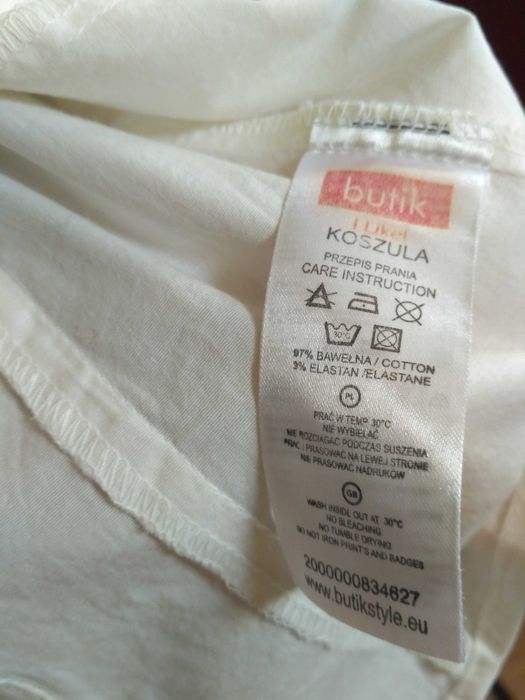 butik
I Like!
KOSZULA
PRZEPIS PRANIA
CARE INSTRUCTION
30°C
97% BAWEŁNA / COTTON
3% ELASTAN /ELASTANE
PL
PRAĆ W TEMP 30°C
NIE WYBIELAĆ
NIE ROZCIĄGAĆ PODCZAS SUSZENIA
PRAĆ I PRASOWAĆ NA LEWEJ STRONIE
NIE PRASOWAĆ NADRUKÓW
GB
WASH INSIDE OUT AT 30°C
NO BLEACHING
NO TUMBLE DRYING
DO NOT IRON PRINTS AND BADGES
2000000834627
www.butikstyle.eu